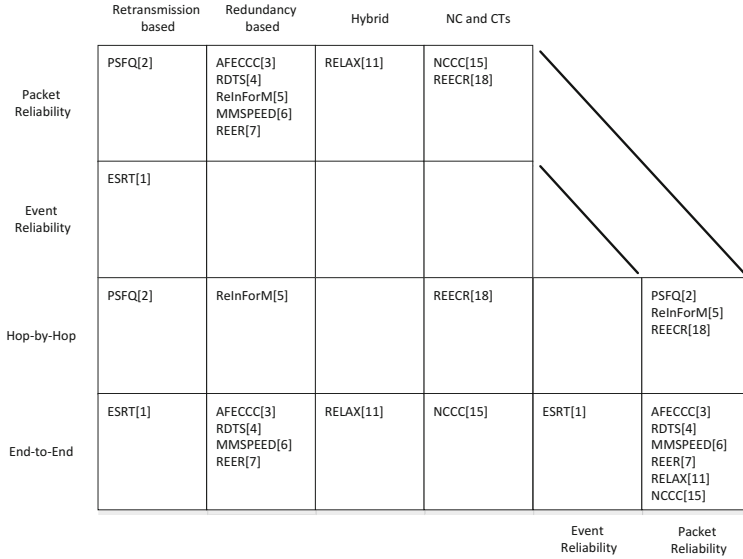 Retransmission based
Redundancy based
Hybrid
NC and CTs
Packet Reliability
PSFQ[2]
AFECCC[3]
RDTS[4]
ReInForM[5]
MMSPEED[6]
REER[7]
RELAX[11]
NCCC[15]
REECR[18]
Event Reliability
ESRT[1]
Hop-by-Hop
PSFQ[2]
ReInForM[5]
REECR[18]
PSFQ[2]
ReInForM[5]
REECR[18]
End-to-End
ESRT[1]
AFECCC[3]
RDTS[4]
MMSPEED[6]
REER[7]
RELAX[11]
NCCC[15]
ESRT[1]
AFECCC[3]
RDTS[4]
MMSPEED[6]
REER[7]
RELAX[11]
NCCC[15]
Event Reliability
Packet Reliability